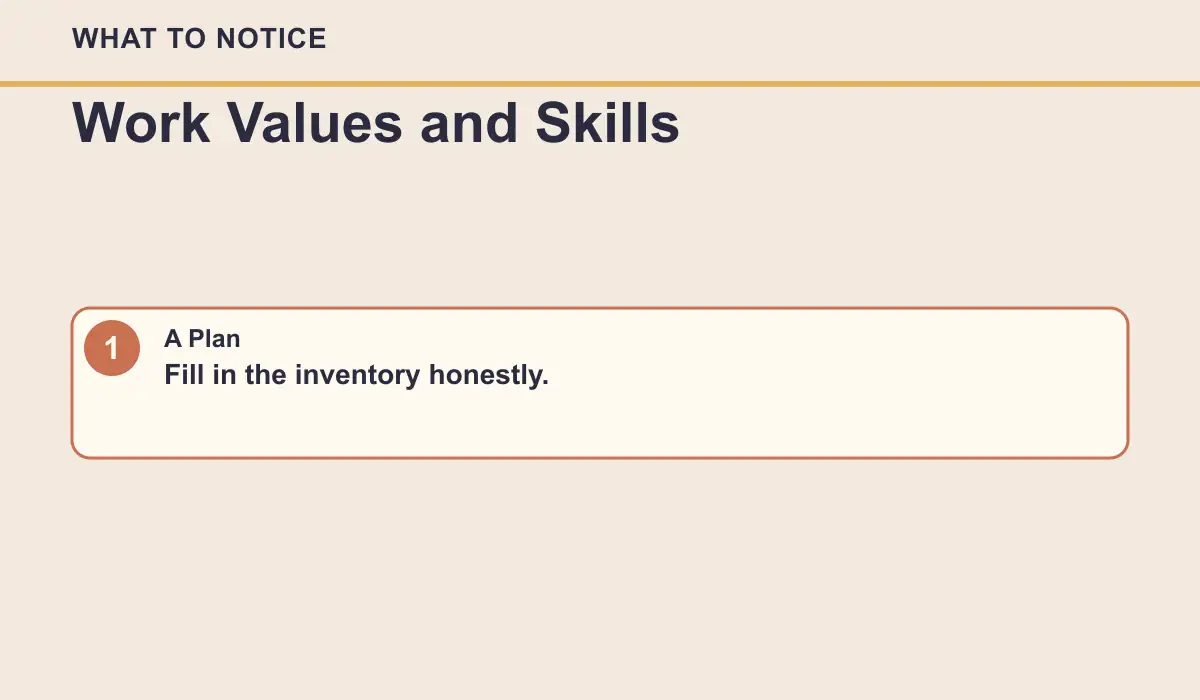 WHAT TO NOTICE
Work Values and Skills
1
A Plan
Fill in the inventory honestly.